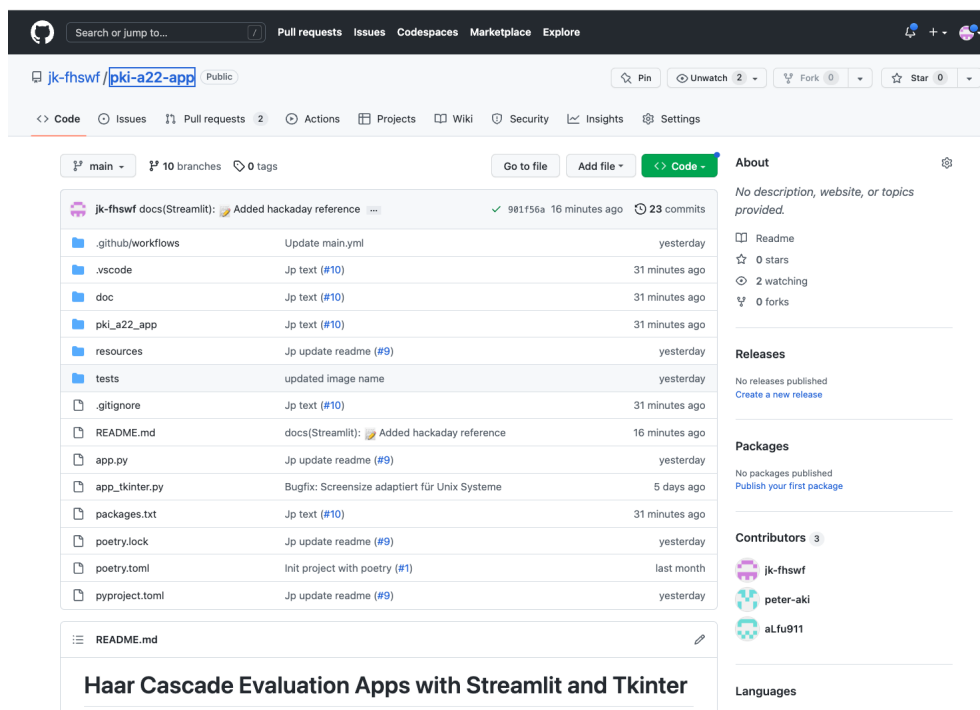 Search or jump to... / Pull requests Issues Codespaces Marketplace Explore
jk-fhswf / pki-a22-app Public
Pin Unwatch 2 Fork 0 Star 0
Code Issues Pull requests 2 Actions Projects Wiki Security Insights Settings
main 10 branches 0 tags Go to file Add file Code
jk-fhswf docs(Streamlit): 📝 Added hackaday reference ... 901f56a 16 minutes ago 23 commits
.github/workflows Update main.yml yesterday
.vscode Jp text (#10) 31 minutes ago
doc Jp text (#10) 31 minutes ago
pki_a22_app Jp text (#10) 31 minutes ago
resources Jp update readme (#9) yesterday
tests updated image name yesterday
.gitignore Jp text (#10) 31 minutes ago
README.md docs(Streamlit): 📝 Added hackaday reference 16 minutes ago
app.py Jp update readme (#9) yesterday
app_tkinter.py Bugfix: Screensize adaptiert für Unix Systeme 5 days ago
packages.txt Jp text (#10) 31 minutes ago
poetry.lock Jp update readme (#9) yesterday
poetry.toml Init project with poetry (#1) last month
pyproject.toml Jp update readme (#9) yesterday
README.md
Haar Cascade Evaluation Apps with Streamlit and Tkinter
About
No description, website, or topics
provided.
Readme
0 stars
2 watching
0 forks
Releases
No releases published
Create a new release
Packages
No packages published
Publish your first package
Contributors 3
jk-fhswf
peter-aki
aLfu911
Languages